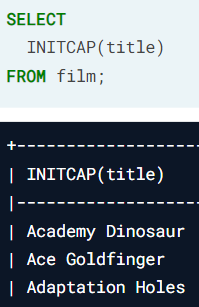 SELECT
INITCAP(title)
FROM film;
+-------------------
| INITCAP(title)
|-------------------
| Academy Dinosaur
| Ace Goldfinger
| Adaptation Holes